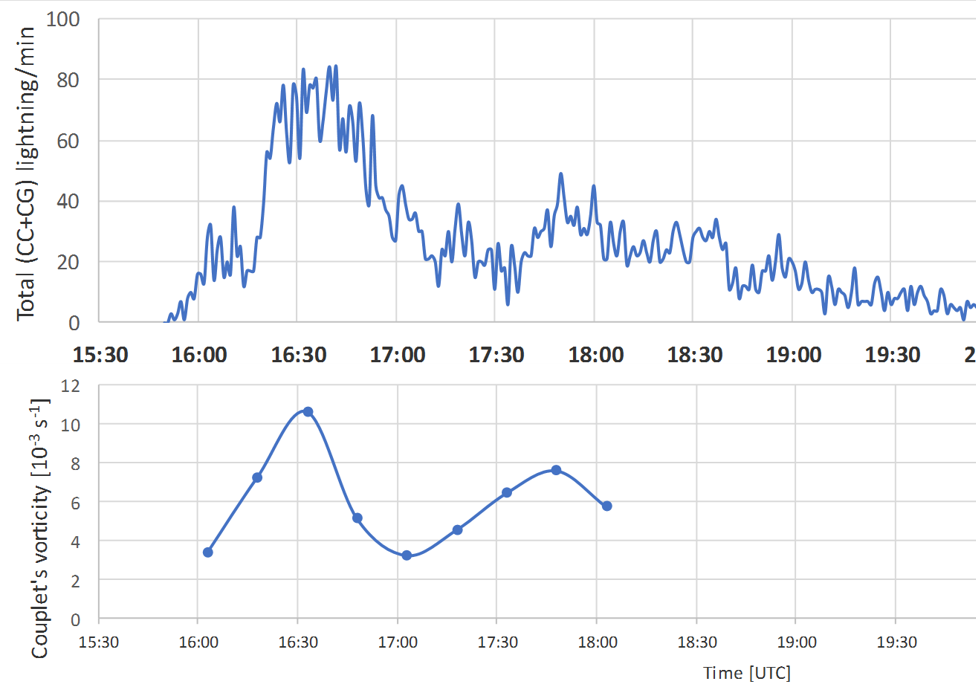 Total (CC+CG) lightning/min
100
80
60
40
20
0
15:30 16:00 16:30 17:00 17:30 18:00 18:30 19:00 19:30 2
Couplet's vorticity [10⁻³ s⁻¹]
12
10
8
6
4
2
0
15:30 16:00 16:30 17:00 17:30 18:00 18:30 19:00 19:30
Time [UTC]